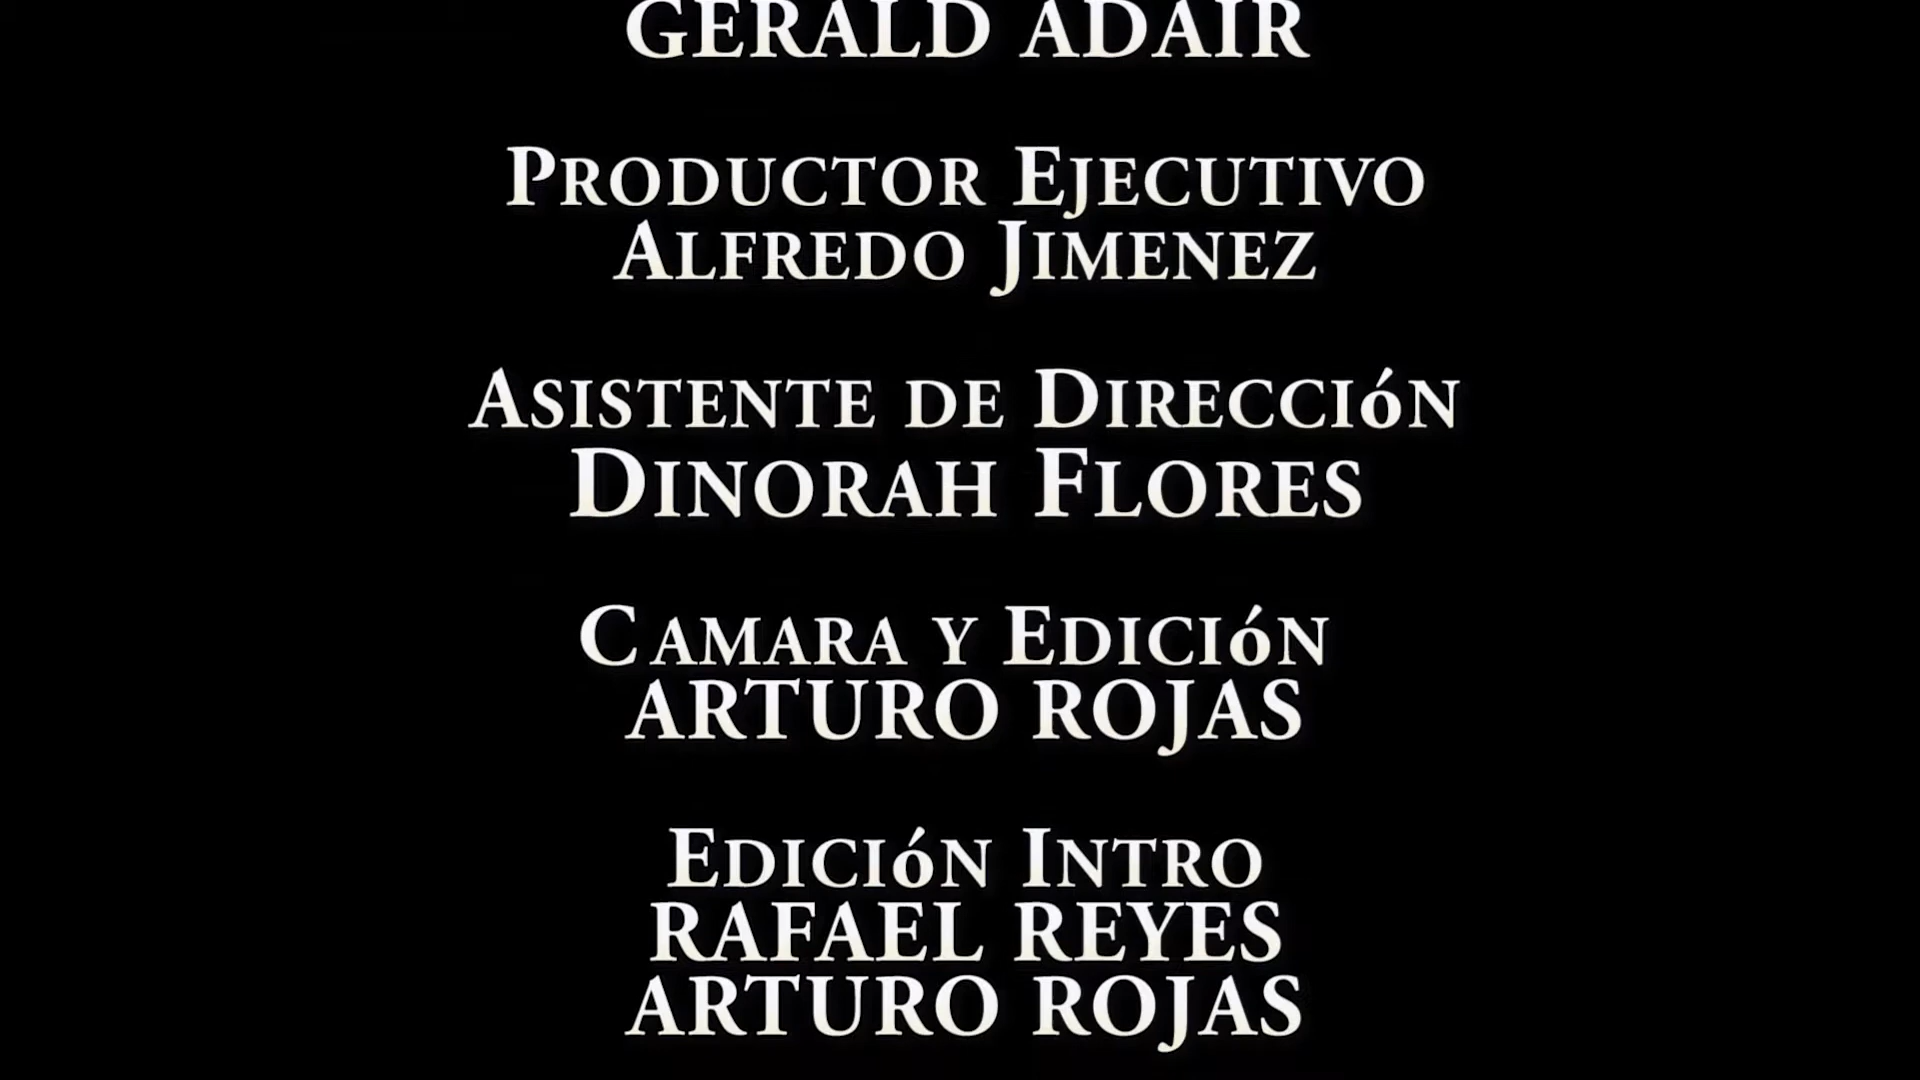 GERALD ADAIR
PRODUCTOR EJECUTIVO
ALFREDO JIMENEZ
ASISTENTE DE DIRECCIóN
DINORAH FLORES
CAMARA Y EDICIóN
ARTURO ROJAS
EDICIóN INTRO
RAFAEL REYES
ARTURO ROJAS